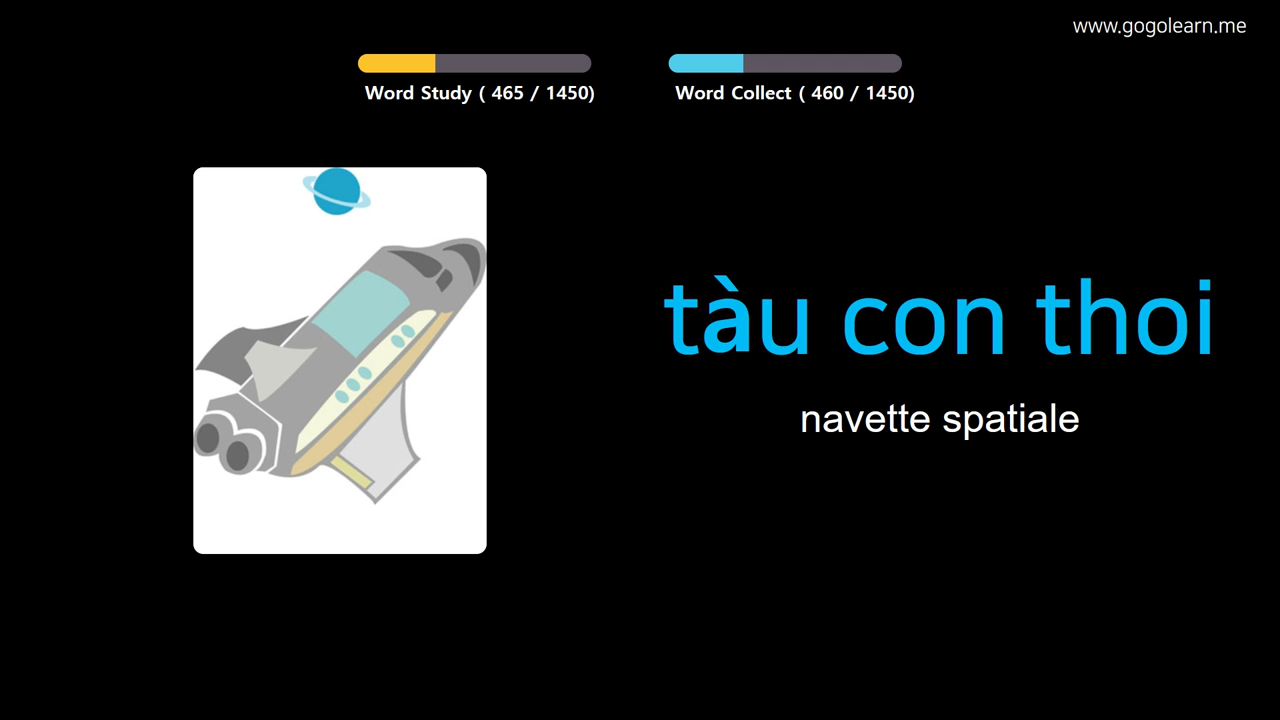 www.gogolearn.me
Word Study ( 465 / 1450)
Word Collect ( 460 / 1450)
tàu con thoi
navette spatiale